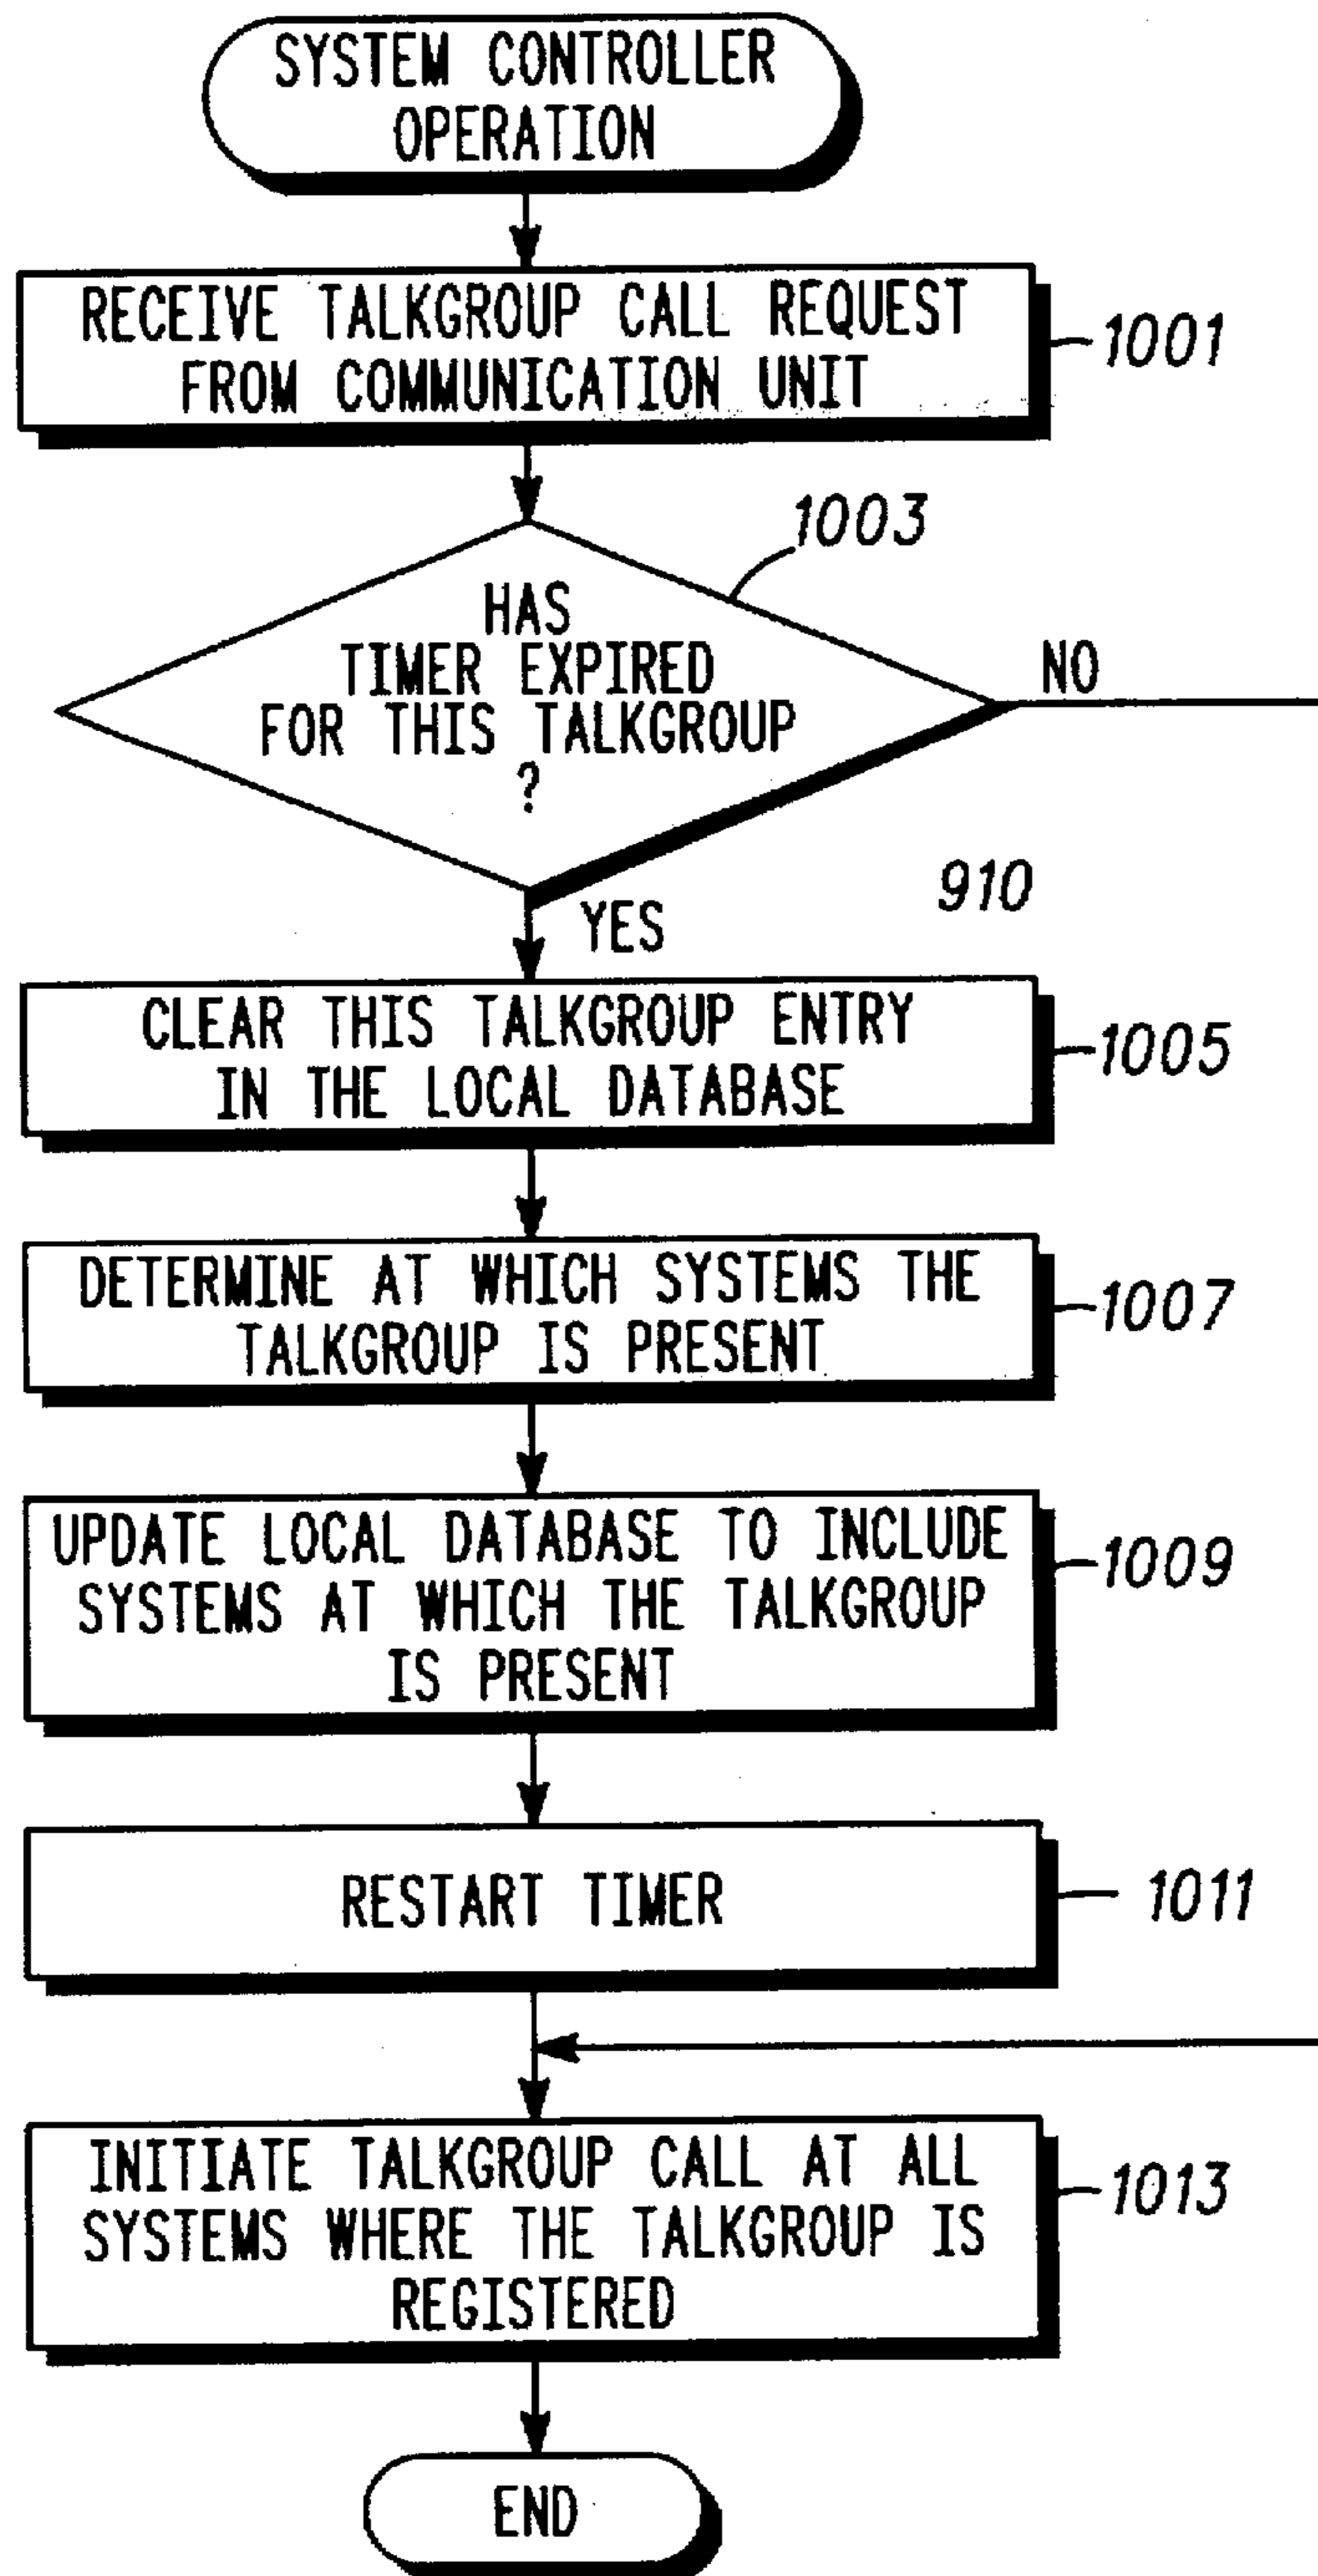 SYSTEM CONTROLLER
OPERATION
RECEIVE TALKGROUP CALL REQUEST
FROM COMMUNICATION UNIT
1001
1003
HAS
TIMER EXPIRED
FOR THIS TALKGROUP
?
NO
910
YES
CLEAR THIS TALKGROUP ENTRY
IN THE LOCAL DATABASE
1005
DETERMINE AT WHICH SYSTEMS THE
TALKGROUP IS PRESENT
1007
UPDATE LOCAL DATABASE TO INCLUDE
SYSTEMS AT WHICH THE TALKGROUP
IS PRESENT
1009
RESTART TIMER
1011
INITIATE TALKGROUP CALL AT ALL
SYSTEMS WHERE THE TALKGROUP IS
REGISTERED
1013
END